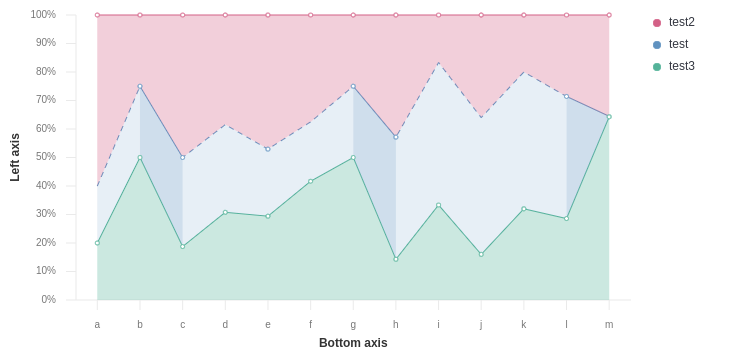 100%
90%
80%
70%
60%
50%
40%
30%
20%
10%
0%
Left axis
a b c d e f g h i j k l m
Bottom axis
test2
test
test3